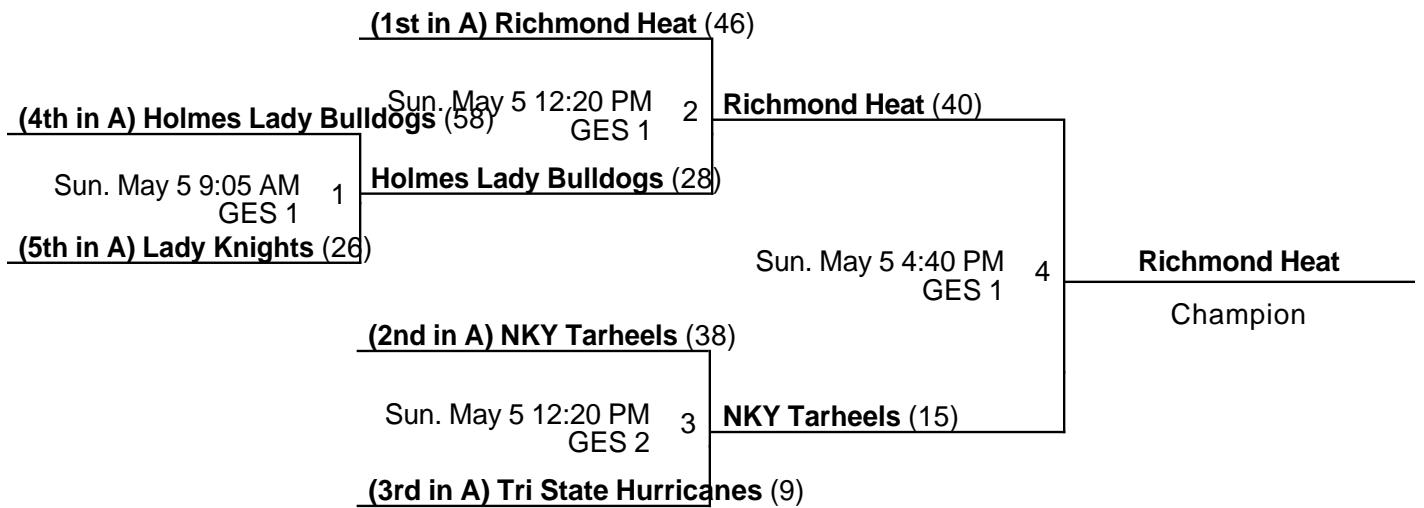 (1st in A) Richmond Heat (46)
Sun. May 5 12:20 PM
GES 1
2
Richmond Heat (40)
(4th in A) Holmes Lady Bulldogs (58)
Sun. May 5 9:05 AM
GES 1
1
Holmes Lady Bulldogs (28)
(5th in A) Lady Knights (26)
Sun. May 5 4:40 PM
GES 1
4
Richmond Heat
Champion
(2nd in A) NKY Tarheels (38)
Sun. May 5 12:20 PM
GES 2
3
NKY Tarheels (15)
(3rd in A) Tri State Hurricanes (9)